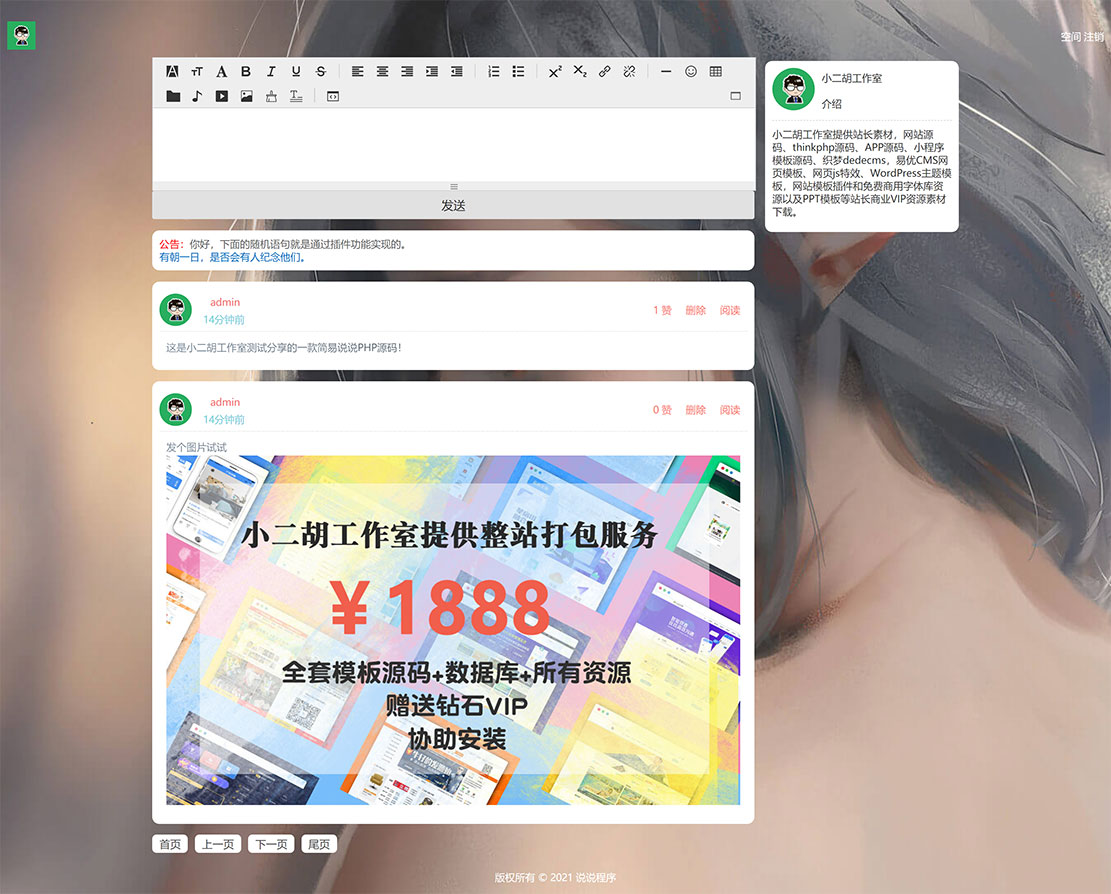 空间 注销
发送
小二胡工作室
介绍
小二胡工作室提供站长素材，网站源
码、thinkphp源码、APP源码、小程序
模板源码、织梦dedecms，易优CMS网
页模板、网页js特效、WordPress主题模
板，网站模板插件和免费商用字体库资
源以及PPT模板等站长商业VIP资源素材
下载。
公告：你好，下面的随机语句就是通过插件功能实现的。
有朝一日，是否会有人纪念他们。
admin
1 赞 删除 阅读
14分钟前
这是小二胡工作室测试分享的一款简易说说PHP源码！
admin
0 赞 删除 阅读
14分钟前
发个图片试试
小二胡工作室提供整站打包服务
￥1888
全套模板源码+数据库+所有资源
赠送钻石VIP
协助安装
首页 上一页 下一页 尾页
版权所有 © 2021 说说程序